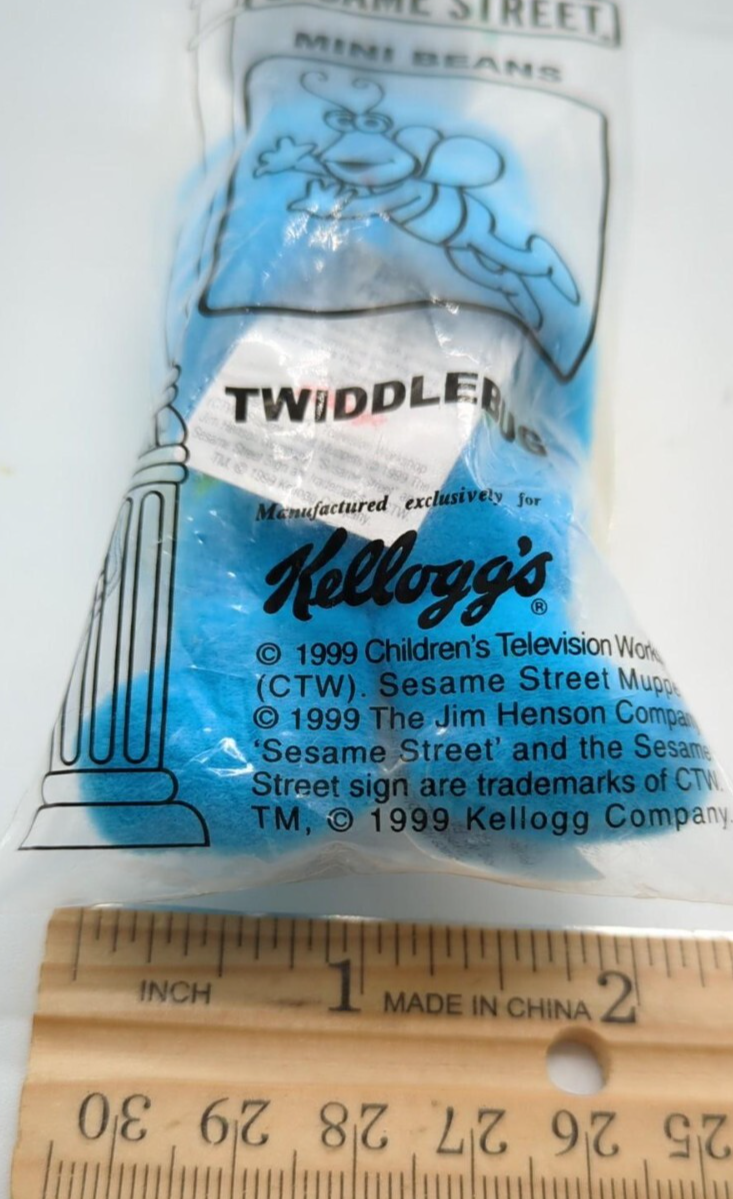 SESAME STREET
MINI BEANS
TWIDDLEBUG
Manufactured exclusively for
Kellogg's®
© 1999 Children's Television Work
(CTW). Sesame Street Muppe
© 1999 The Jim Henson Compan
'Sesame Street' and the Sesame
Street sign are trademarks of CTW.
TM, © 1999 Kellogg Company.
INCH 1 MADE IN CHINA 2
30 29 28 27 26 25